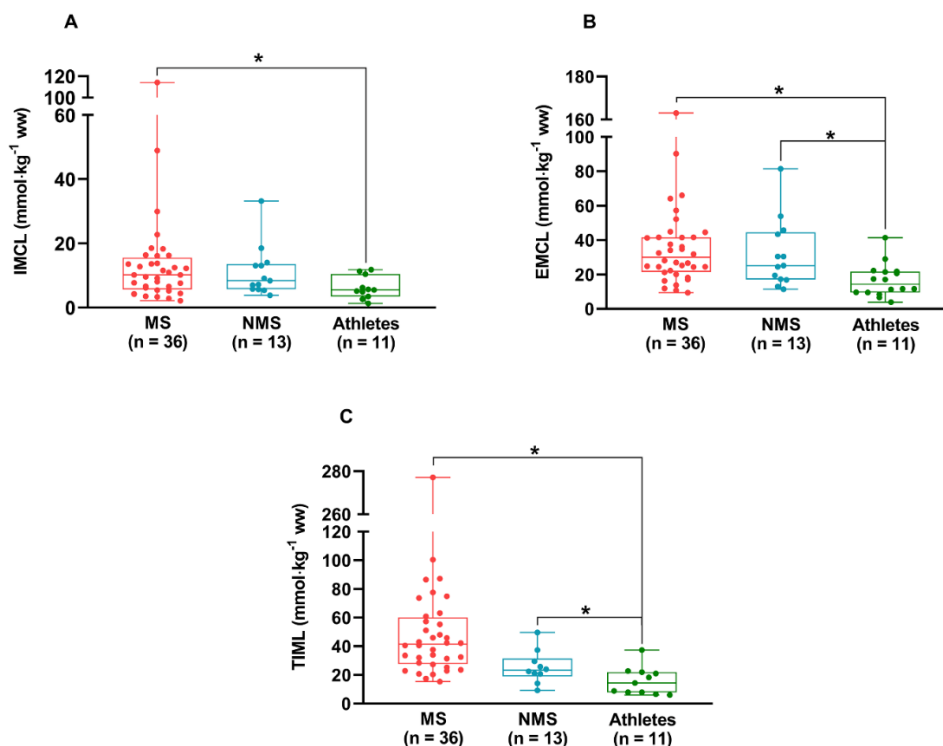 A
*
120
100
60
40
20
0
IMCL (mmol·kg⁻¹ ww)
MS
(n = 36)
NMS
(n = 13)
Athletes
(n = 11)
B
*
*
180
160
100
80
60
40
20
0
EMCL (mmol·kg⁻¹ ww)
MS
(n = 36)
NMS
(n = 13)
Athletes
(n = 11)
C
*
*
280
260
120
100
80
60
40
20
0
TIML (mmol·kg⁻¹ ww)
MS
(n = 36)
NMS
(n = 13)
Athletes
(n = 11)